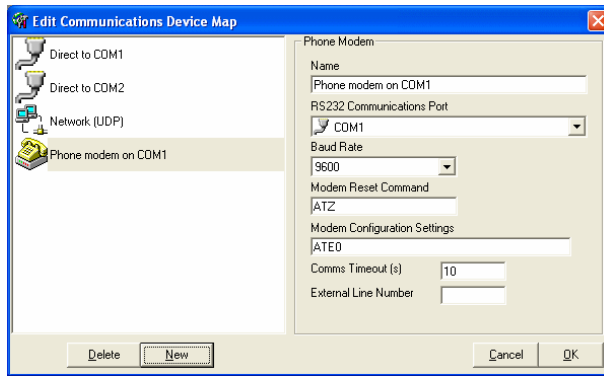 Edit Communications Device Map
Direct to COM1
Direct to COM2
Network (UDP)
Phone modem on COM1
Phone Modem
Name
Phone modem on COM1
RS232 Communications Port
COM1
Baud Rate
9600
Modem Reset Command
ATZ
Modem Configuration Settings
ATE0
Comms Timeout (s) 10
External Line Number
Delete New Cancel OK